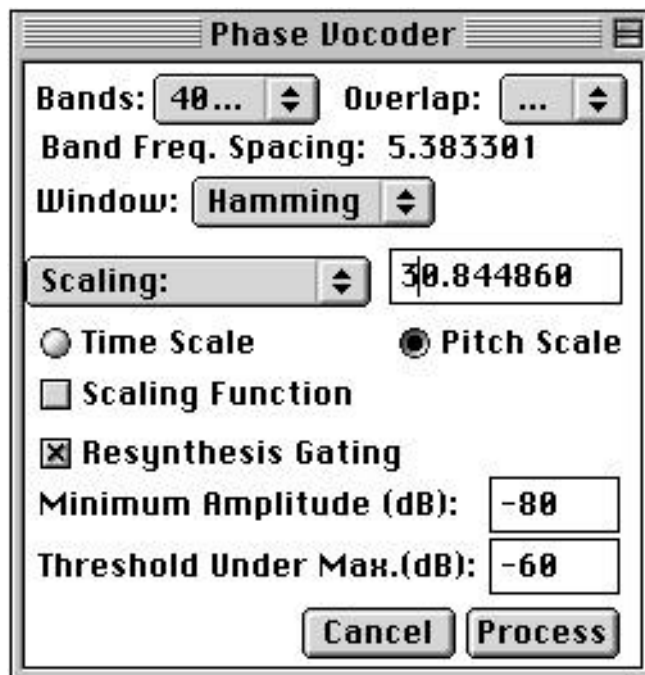 Phase Vocoder
Bands: 40... Overlap: ...
Band Freq. Spacing: 5.383301
Window: Hamming
Scaling: 30.844860
Time Scale Pitch Scale
Scaling Function
Resynthesis Gating
Minimum Amplitude (dB): -80
Threshold Under Max.(dB): -60
Cancel Process